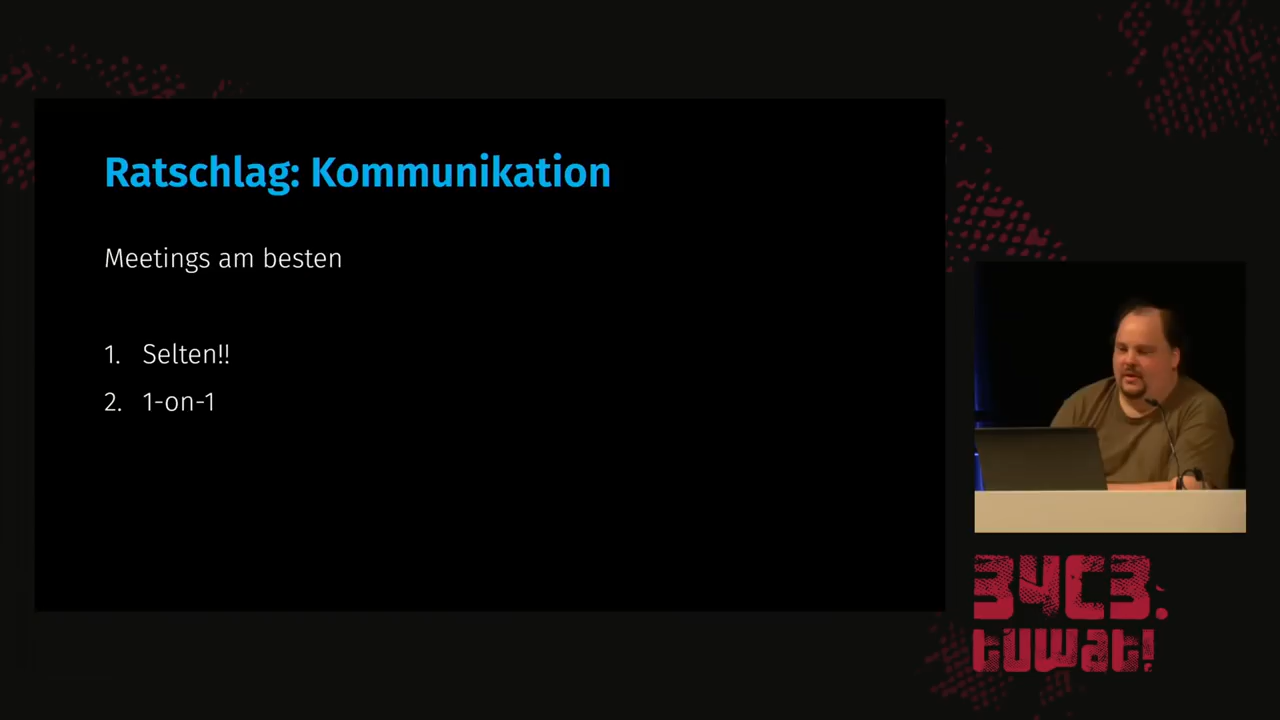 Ratschlag: Kommunikation
Meetings am besten
1. Selten!!
2. 1-on-1
34C3.
tuwat!